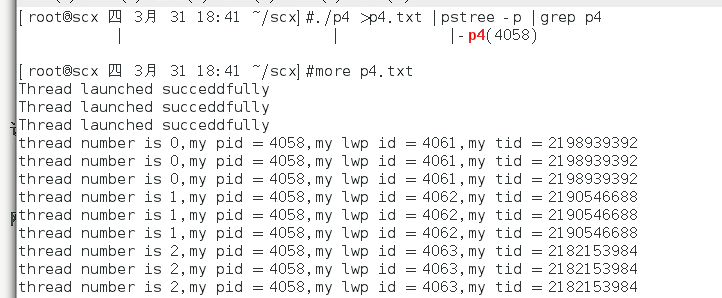 [root@scx 四 3月 31 18:41 ~/scx]#./p4 >p4.txt |pstree -p |grep p4
| | |-p4(4058)
[root@scx 四 3月 31 18:41 ~/scx]#more p4.txt
Thread launched succeddfully
Thread launched succeddfully
Thread launched succeddfully
thread number is 0,my pid = 4058,my lwp id = 4061,my tid = 2198939392
thread number is 0,my pid = 4058,my lwp id = 4061,my tid = 2198939392
thread number is 0,my pid = 4058,my lwp id = 4061,my tid = 2198939392
thread number is 1,my pid = 4058,my lwp id = 4062,my tid = 2190546688
thread number is 1,my pid = 4058,my lwp id = 4062,my tid = 2190546688
thread number is 1,my pid = 4058,my lwp id = 4062,my tid = 2190546688
thread number is 2,my pid = 4058,my lwp id = 4063,my tid = 2182153984
thread number is 2,my pid = 4058,my lwp id = 4063,my tid = 2182153984
thread number is 2,my pid = 4058,my lwp id = 4063,my tid = 2182153984